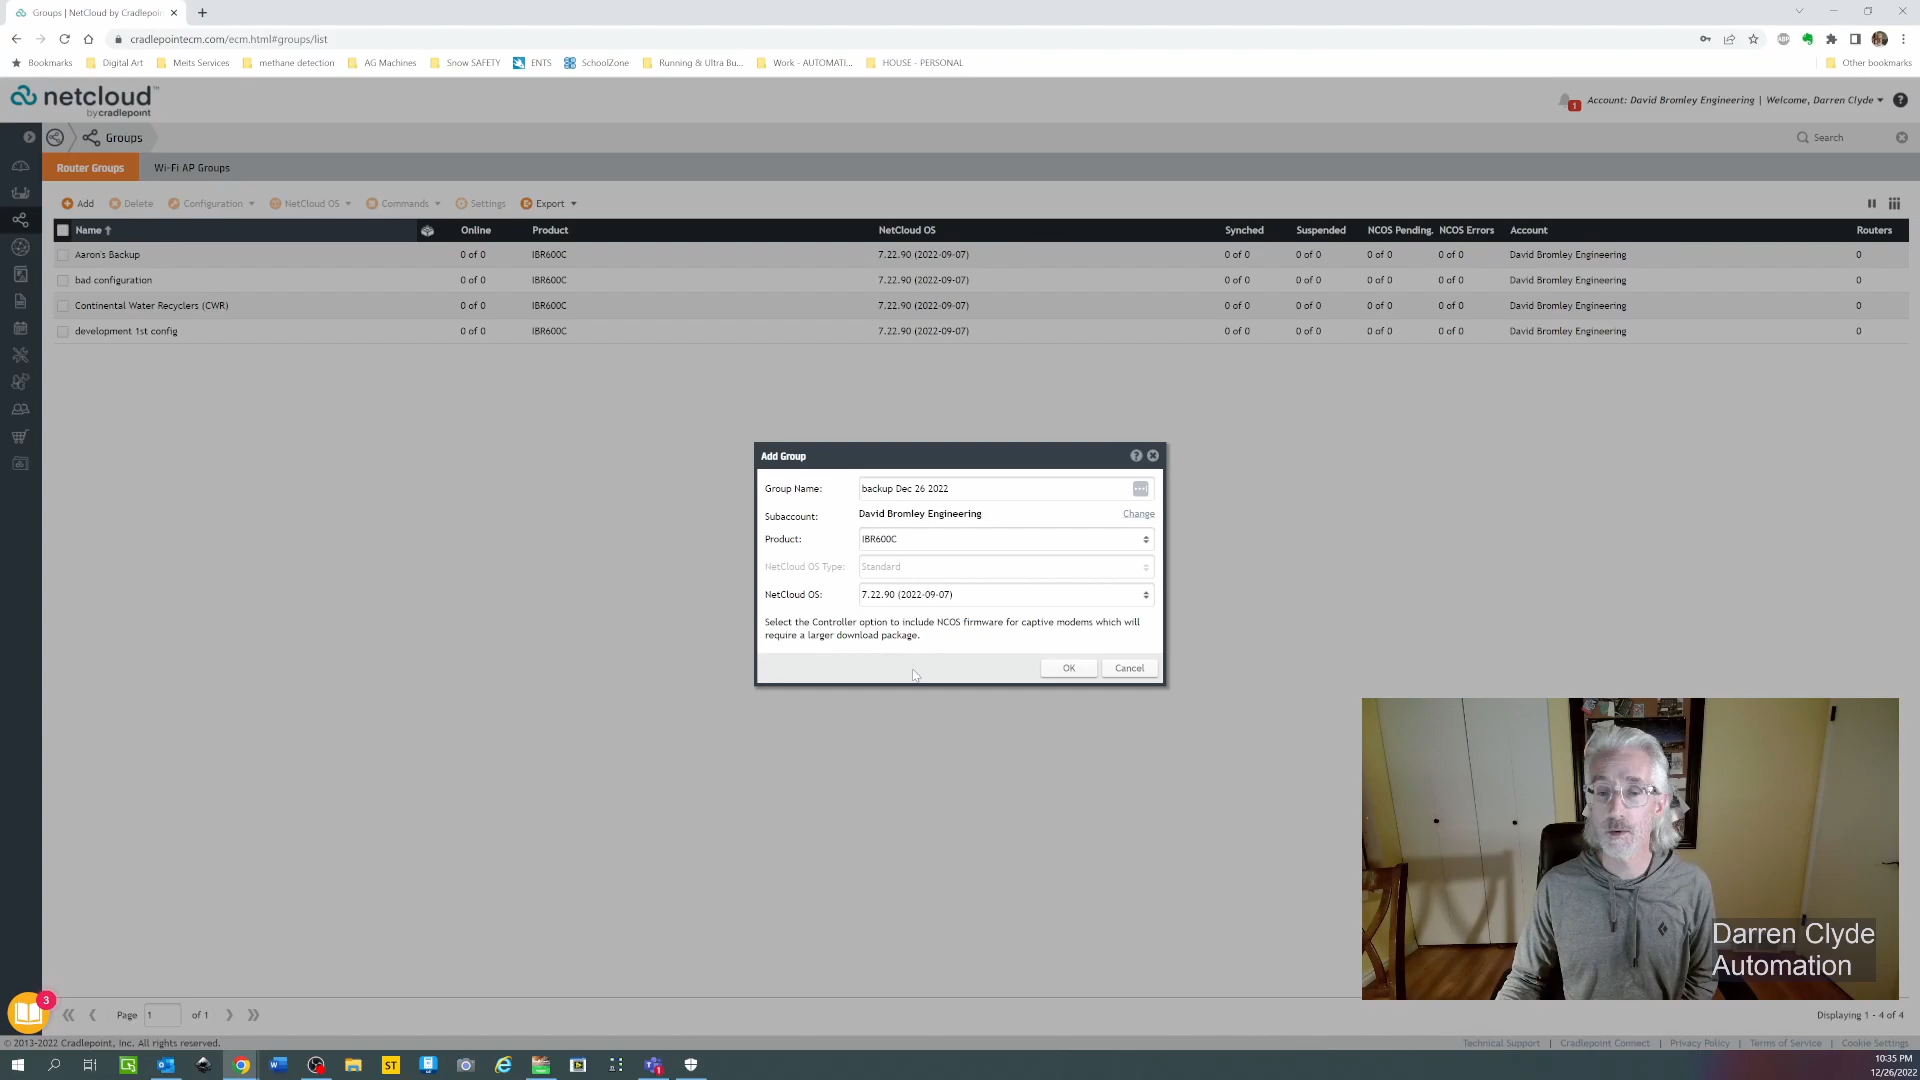 Groups | NetCloud by Cradlepoin
cradlepointecm.com/ecm.html#groups/list
Bookmarks
Digital Art
Meits Services
methane detection
AG Machines
Snow SAFETY
ENTS
SchoolZone
Running & Ultra Bu...
Work - AUTOMATI...
HOUSE - PERSONAL
Other bookmarks
netcloud™
by cradlepoint
1
Account: David Bromley Engineering | Welcome, Darren Clyde
Groups
Search
Router Groups
Wi-Fi AP Groups
Add
Delete
Configuration
NetCloud OS
Commands
Settings
Export
Name Online Product NetCloud OS Synched Suspended NCOS Pending. NCOS Errors Account Routers
Aaron's Backup 0 of 0 IBR600C 7.22.90 (2022-09-07) 0 of 0 0 of 0 0 of 0 0 of 0 David Bromley Engineering 0
bad configuration 0 of 0 IBR600C 7.22.90 (2022-09-07) 0 of 0 0 of 0 0 of 0 0 of 0 David Bromley Engineering 0
Continental Water Recyclers (CWR) 0 of 0 IBR600C 7.22.90 (2022-09-07) 0 of 0 0 of 0 0 of 0 0 of 0 David Bromley Engineering 0
development 1st config 0 of 0 IBR600C 7.22.90 (2022-09-07) 0 of 0 0 of 0 0 of 0 0 of 0 David Bromley Engineering 0
Add Group
Group Name: backup Dec 26 2022
Subaccount: David Bromley Engineering Change
Product: IBR600C
NetCloud OS Type: Standard
NetCloud OS: 7.22.90 (2022-09-07)
Select the Controller option to include NCOS firmware for captive modems which will
require a larger download package.
OK Cancel
Darren Clyde
Automation
3
Page 1 of 1
Displaying 1 - 4 of 4
© 2013-2022 Cradlepoint, Inc. All rights reserved.
Technical Support | Cradlepoint Connect | Privacy Policy | Terms of Service | Cookie Settings
ST
10:35 PM
12/26/2022